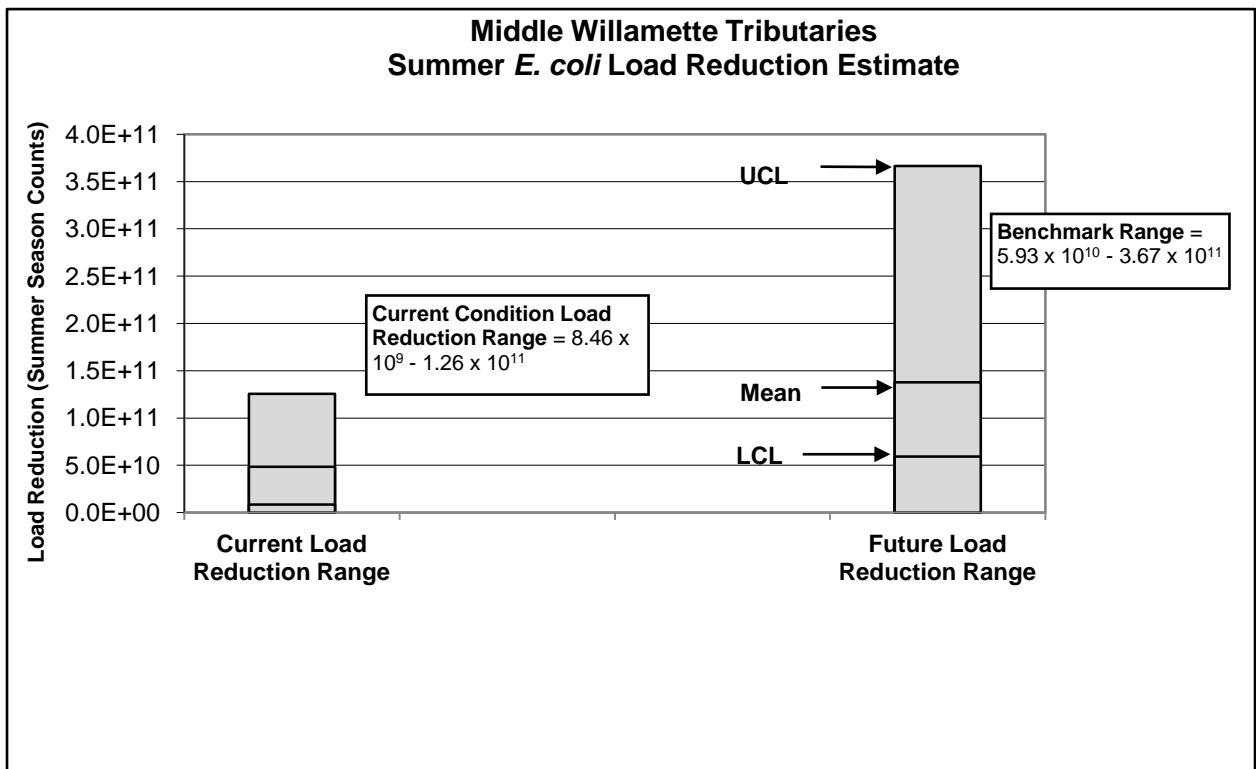 Middle Willamette Tributaries
Summer E. coli Load Reduction Estimate
Load Reduction (Summer Season Counts)
4.0E+11
3.5E+11
3.0E+11
2.5E+11
2.0E+11
1.5E+11
1.0E+11
5.0E+10
0.0E+00
UCL
Mean
LCL
Benchmark Range =
5.93 x 10¹⁰ - 3.67 x 10¹¹
Current Condition Load
Reduction Range = 8.46 x
10⁹ - 1.26 x 10¹¹
Current Load
Reduction Range
Future Load
Reduction Range